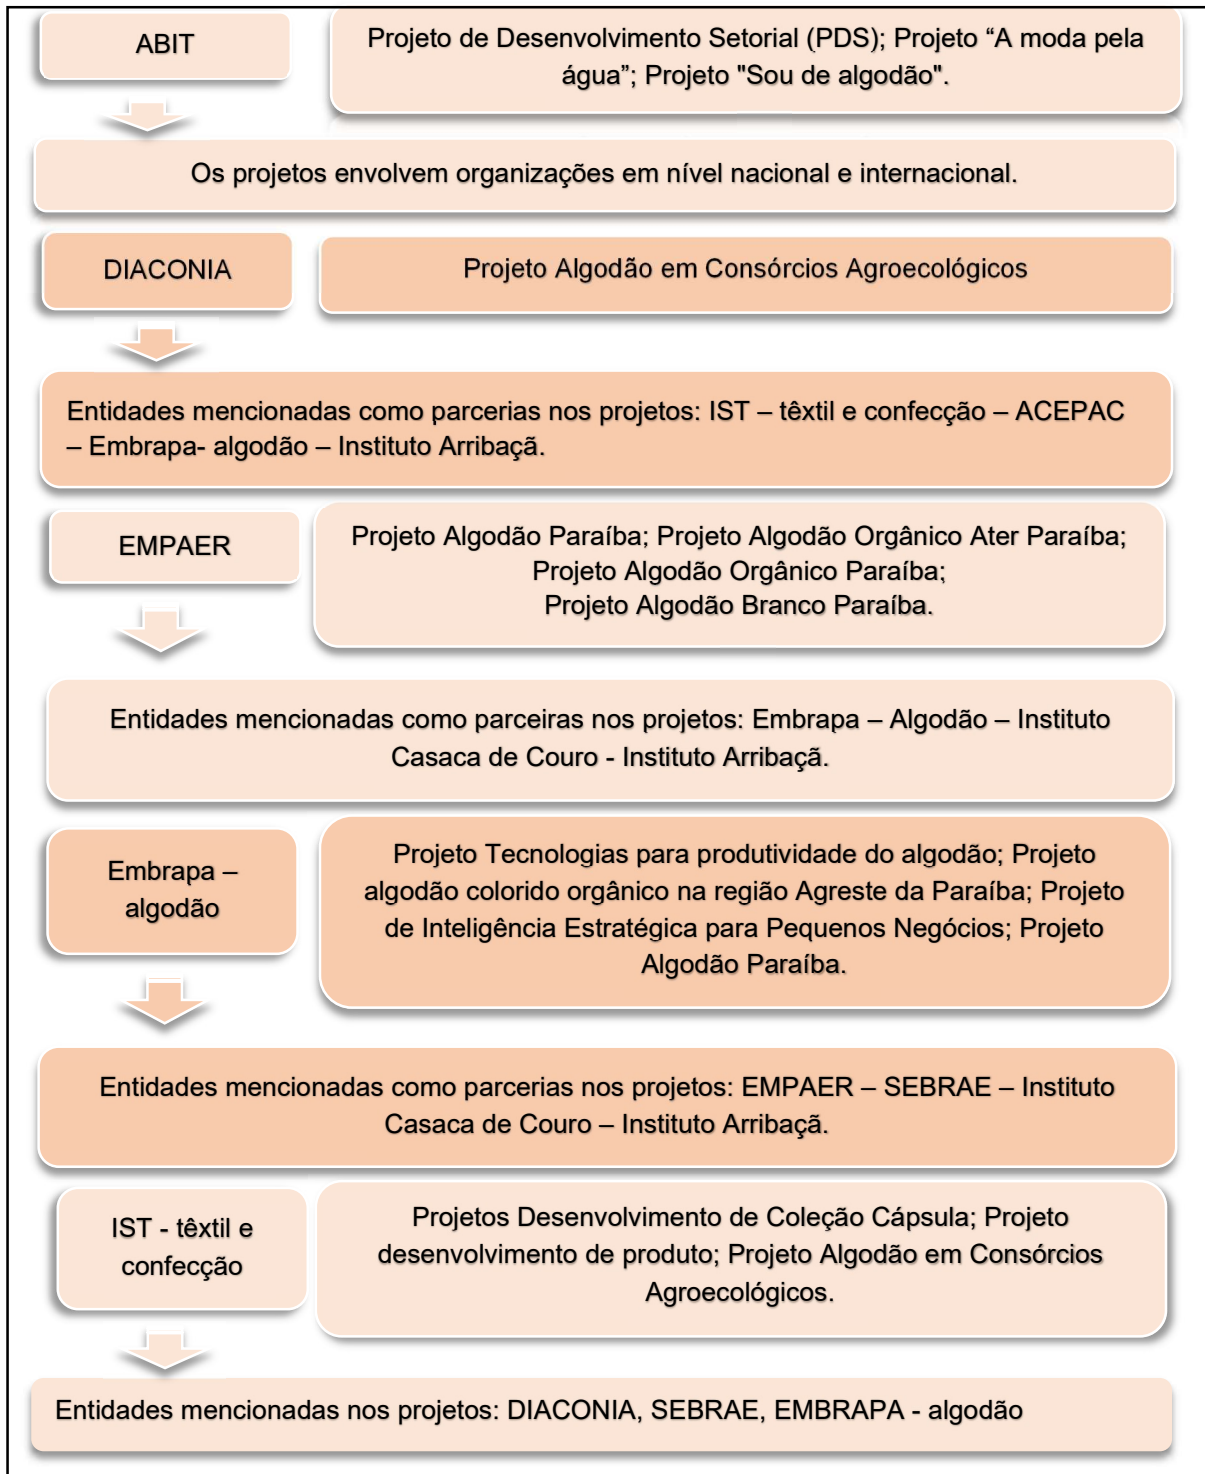 ABIT
Projeto de Desenvolvimento Setorial (PDS); Projeto “A moda pela
água”; Projeto "Sou de algodão".
Os projetos envolvem organizações em nível nacional e internacional.
DIACONIA
Projeto Algodão em Consórcios Agroecológicos
Entidades mencionadas como parcerias nos projetos: IST – têxtil e confecção – ACEPAC
– Embrapa- algodão – Instituto Arribaçã.
EMPAER
Projeto Algodão Paraíba; Projeto Algodão Orgânico Ater Paraíba;
Projeto Algodão Orgânico Paraíba;
Projeto Algodão Branco Paraíba.
Entidades mencionadas como parceiras nos projetos: Embrapa – Algodão – Instituto
Casaca de Couro - Instituto Arribaçã.
Embrapa –
algodão
Projeto Tecnologias para produtividade do algodão; Projeto
algodão colorido orgânico na região Agreste da Paraíba; Projeto
de Inteligência Estratégica para Pequenos Negócios; Projeto
Algodão Paraíba.
Entidades mencionadas como parcerias nos projetos: EMPAER – SEBRAE – Instituto
Casaca de Couro – Instituto Arribaçã.
IST - têxtil e
confecção
Projetos Desenvolvimento de Coleção Cápsula; Projeto
desenvolvimento de produto; Projeto Algodão em Consórcios
Agroecológicos.
Entidades mencionadas nos projetos: DIACONIA, SEBRAE, EMBRAPA - algodão